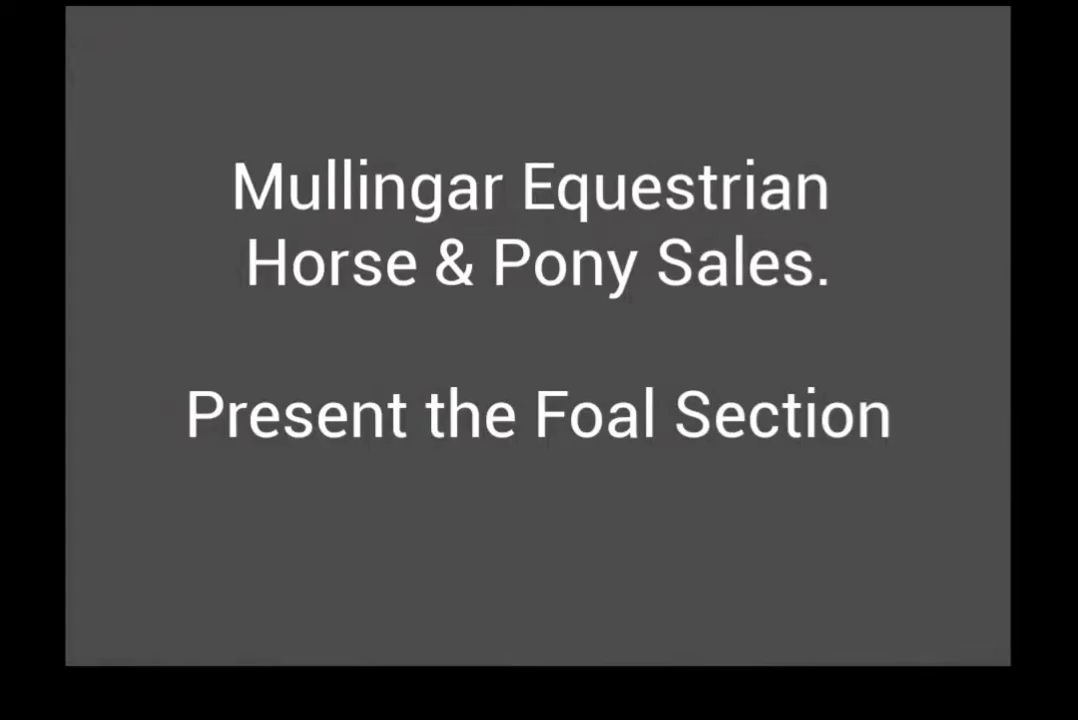 Mullingar Equestrian
Horse & Pony Sales.
Present the Foal Section